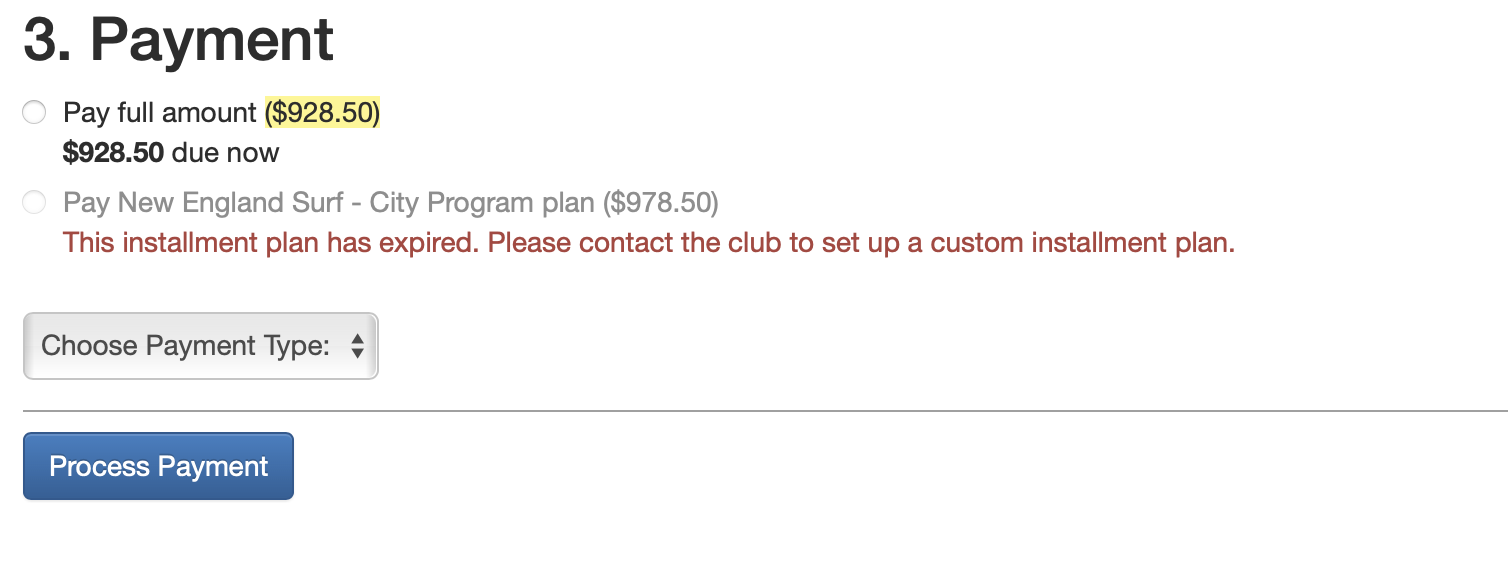 3. Payment
Pay full amount ($928.50)
$928.50 due now
Pay New England Surf - City Program plan ($978.50)
This installment plan has expired. Please contact the club to set up a custom installment plan.
Choose Payment Type:
Process Payment